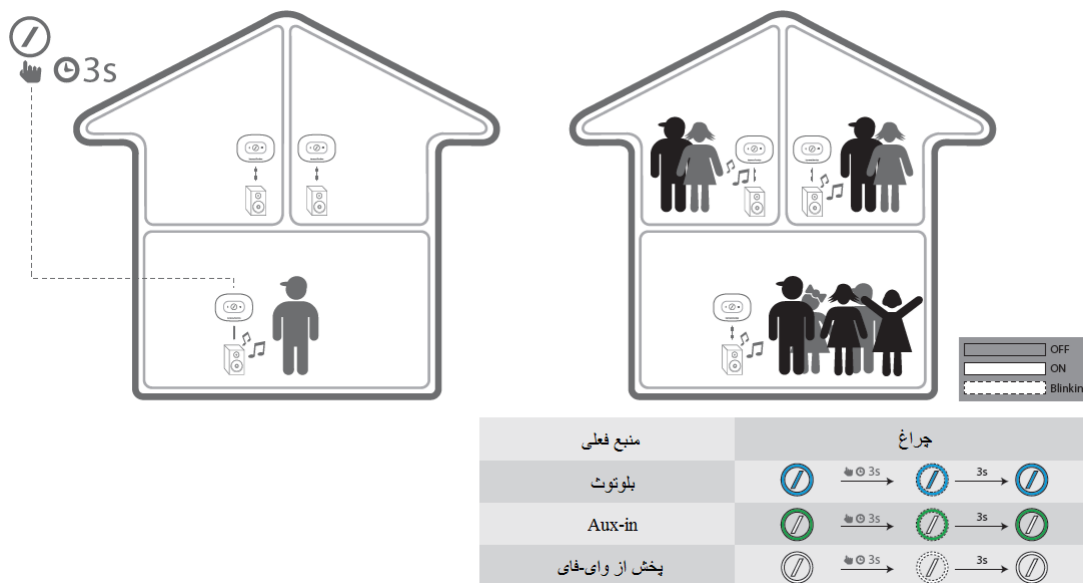 3s
OFF
ON
Blinkin
منبع فعلی چراغ
بلوتوث 3s 3s
Aux-in 3s 3s
پخش از وای-فای 3s 3s